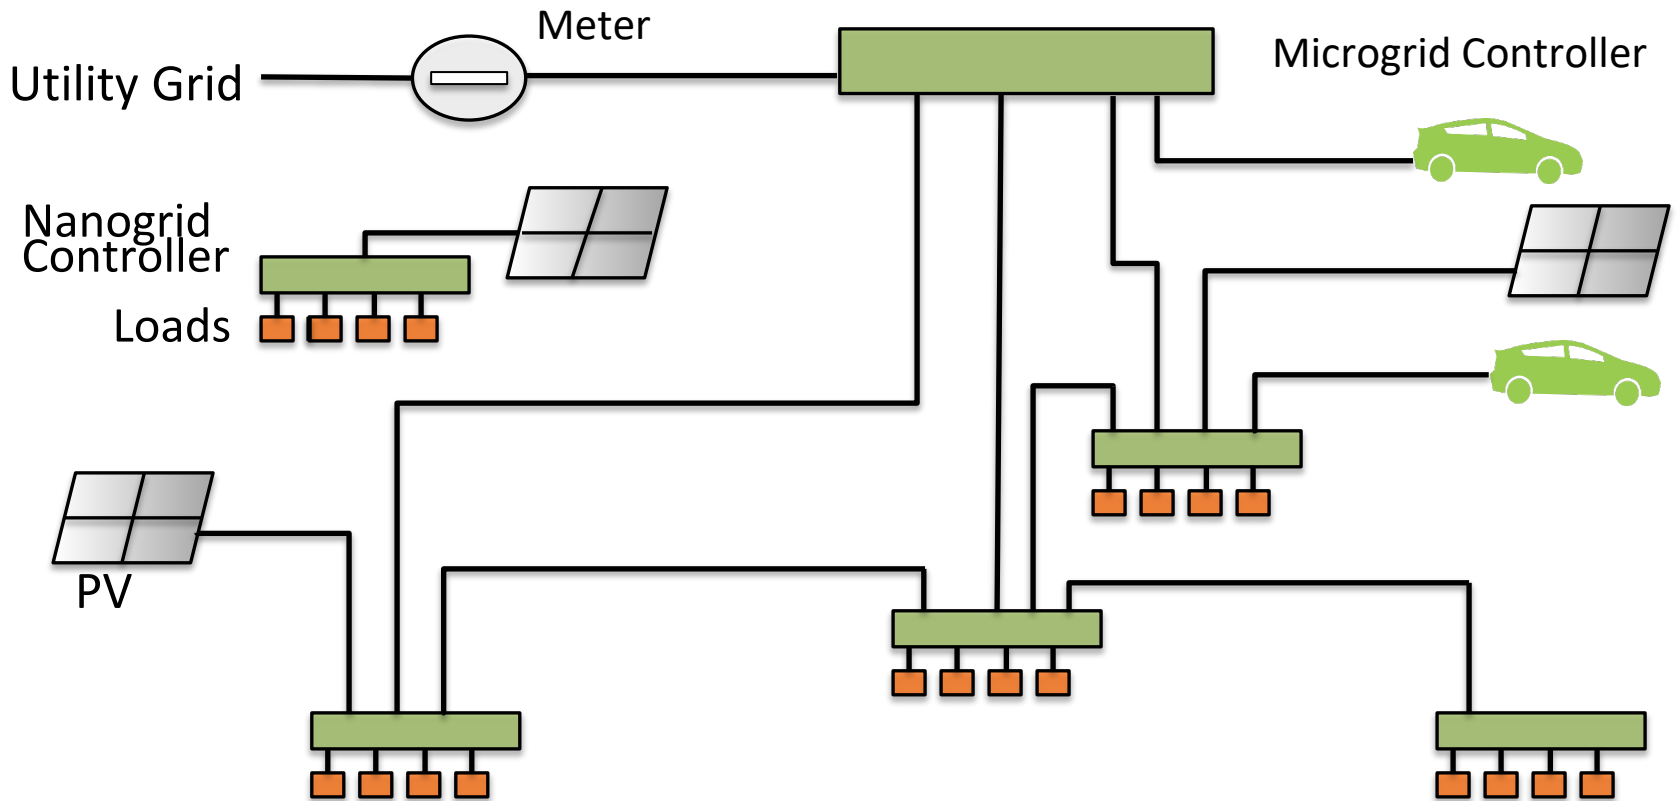 Meter
Microgrid Controller
Utility Grid
Nanogrid
Controller
Loads
PV